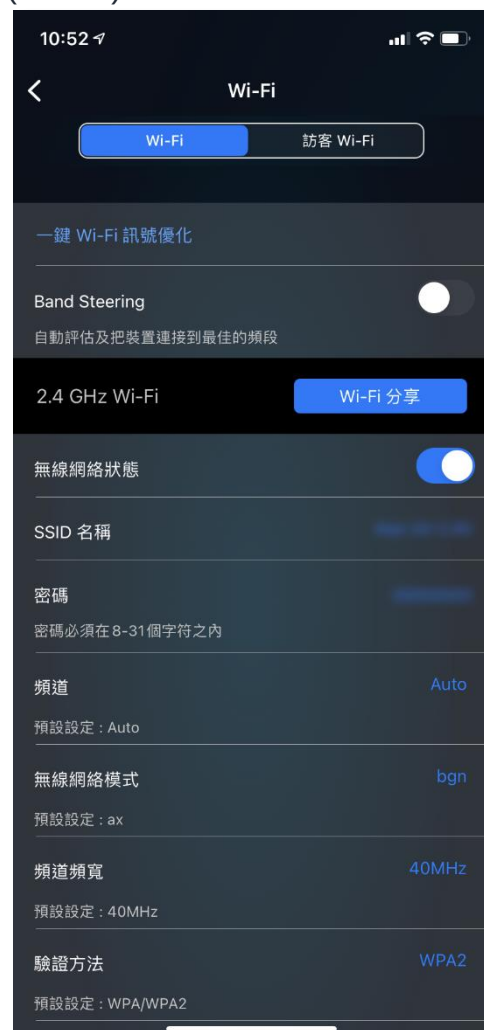 10:52
Wi-Fi
Wi-Fi
訪客 Wi-Fi
一鍵 Wi-Fi 訊號優化
Band Steering
自動評估及把裝置連接到最佳的頻段
2.4 GHz Wi-Fi
Wi-Fi 分享
無線網絡狀態
SSID 名稱
密碼
密碼必須在8-31個字符之內
頻道
Auto
預設設定 : Auto
無線網絡模式
bgn
預設設定 : ax
頻道頻寬
40MHz
預設設定 : 40MHz
驗證方法
WPA2
預設設定 : WPA/WPA2